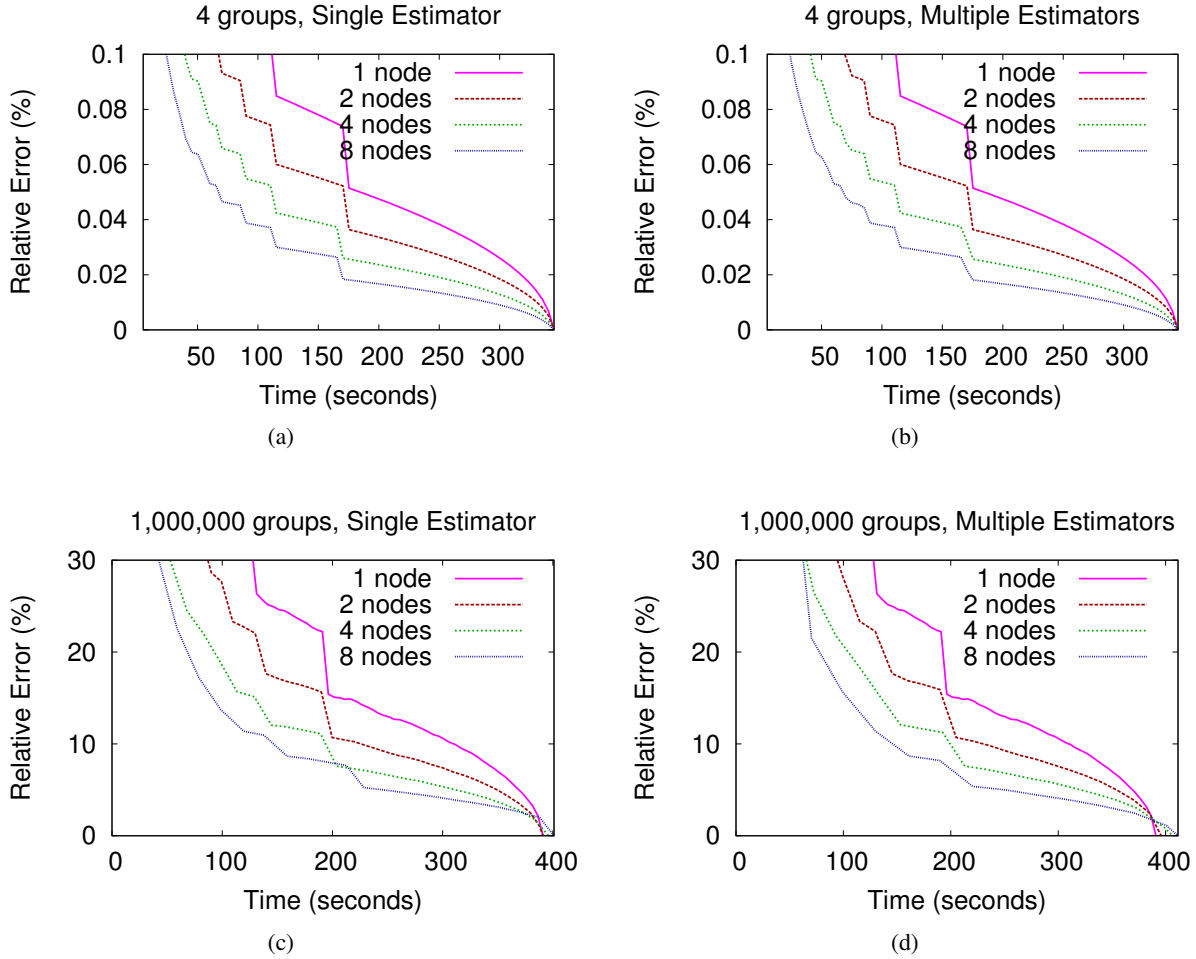 4 groups, Single Estimator
0.1
0.08
0.06
0.04
0.02
0
Relative Error (%)
1 node
2 nodes
4 nodes
8 nodes
50 100 150 200 250 300
Time (seconds)
(a)
4 groups, Multiple Estimators
0.1
0.08
0.06
0.04
0.02
0
Relative Error (%)
1 node
2 nodes
4 nodes
8 nodes
50 100 150 200 250 300
Time (seconds)
(b)
1,000,000 groups, Single Estimator
30
20
10
0
Relative Error (%)
1 node
2 nodes
4 nodes
8 nodes
0 100 200 300 400
Time (seconds)
(c)
1,000,000 groups, Multiple Estimators
30
20
10
0
Relative Error (%)
1 node
2 nodes
4 nodes
8 nodes
0 100 200 300 400
Time (seconds)
(d)